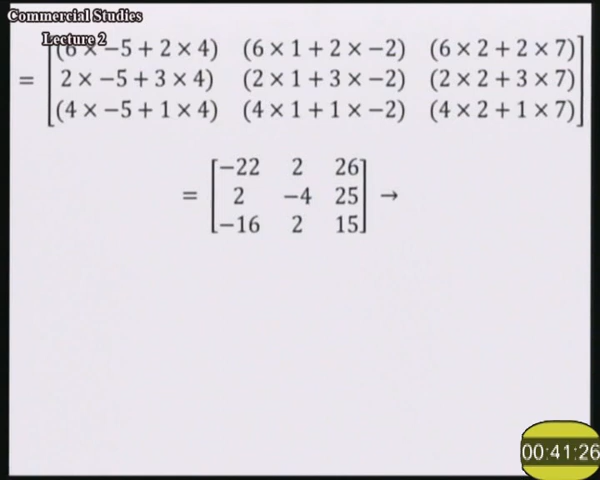 Commercial Studies
Lecture 2
(6 × −5 + 2 × 4) (6 × 1 + 2 × −2) (6 × 2 + 2 × 7)
= 2 × −5 + 3 × 4) (2 × 1 + 3 × −2) (2 × 2 + 3 × 7)
(4 × −5 + 1 × 4) (4 × 1 + 1 × −2) (4 × 2 + 1 × 7)
−22 2 26
= 2 −4 25 →
−16 2 15
00:41:26